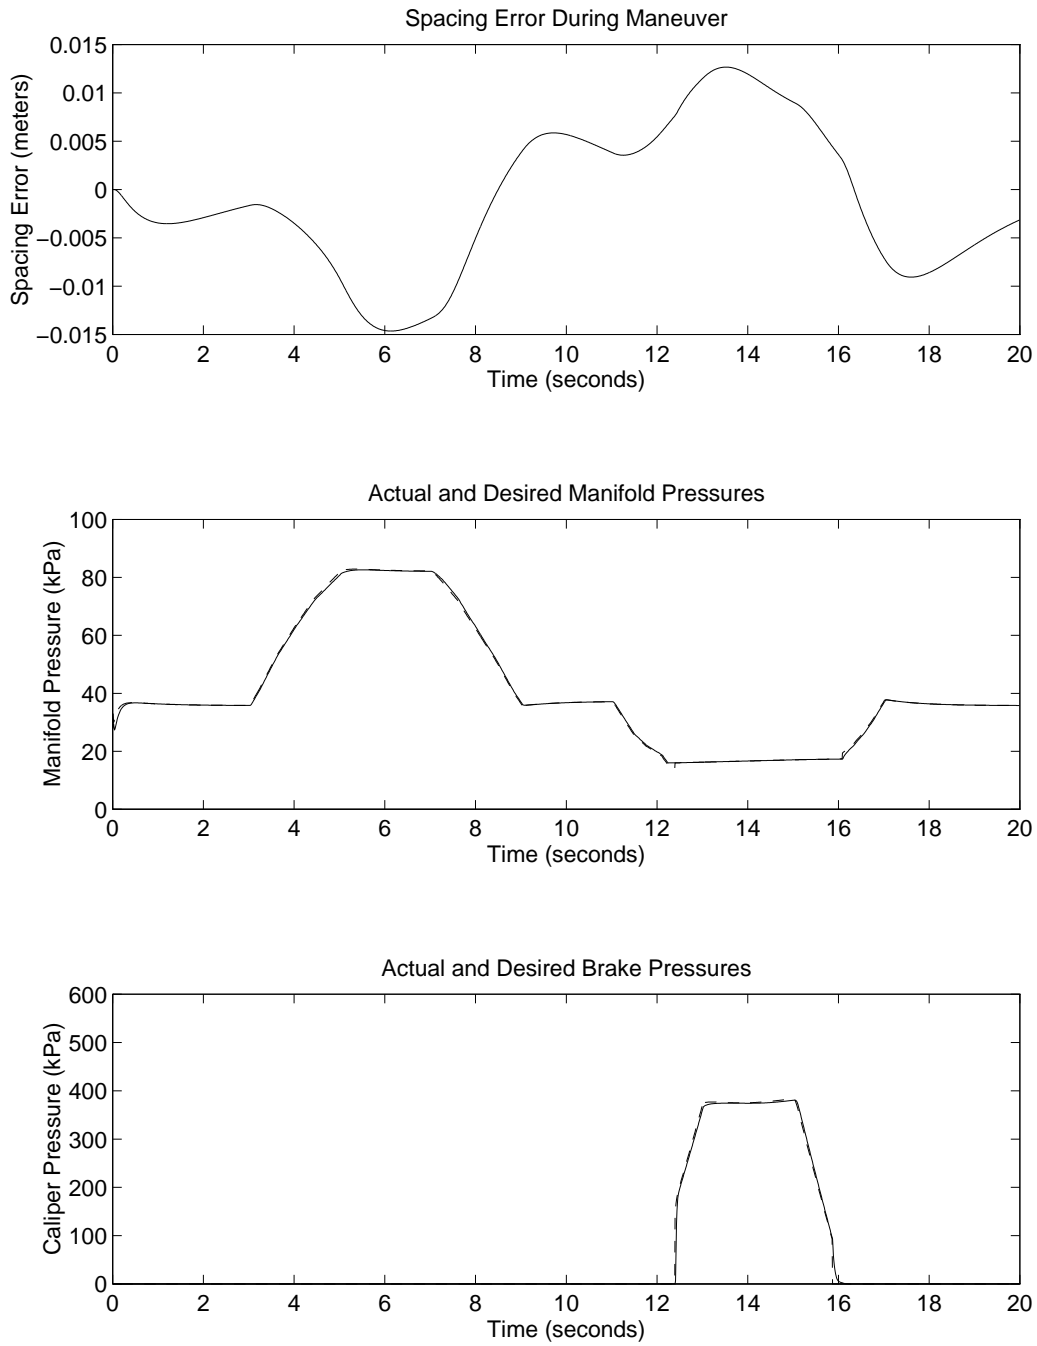 Spacing Error During Maneuver
0.015
0.01
0.005
0
−0.005
−0.01
−0.015
Spacing Error (meters)
0 2 4 6 8 10 12 14 16 18 20
Time (seconds)
Actual and Desired Manifold Pressures
100
80
60
40
20
0
Manifold Pressure (kPa)
0 2 4 6 8 10 12 14 16 18 20
Time (seconds)
Actual and Desired Brake Pressures
600
500
400
300
200
100
0
Caliper Pressure (kPa)
0 2 4 6 8 10 12 14 16 18 20
Time (seconds)